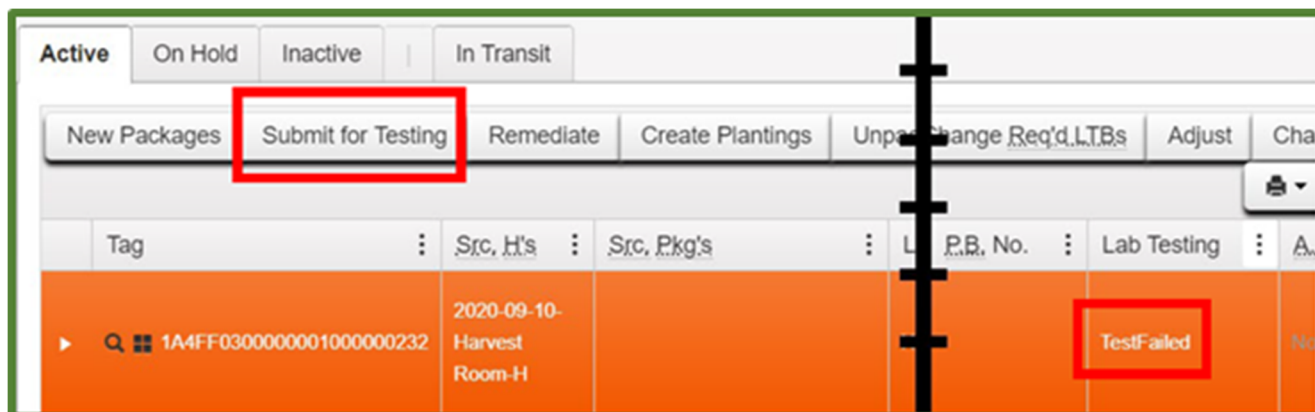 Active On Hold Inactive In Transit
New Packages Submit for Testing Remediate Create Plantings Change Req'd LTBs Adjust
Tag Src. H's Src. Pkg's P.B. No. Lab Testing A.
2020-09-10-
1A4FF0300000001000000232 Harvest TestFailed
Room-H